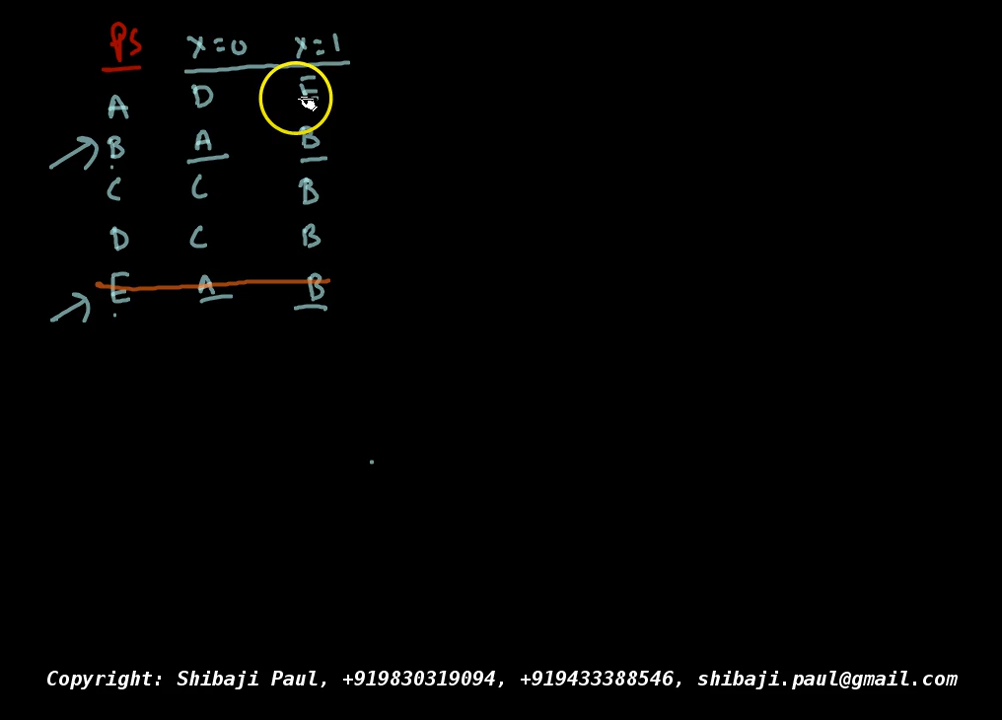 PS X=0 X=1
A D E
B A B
C C B
D C B
E A B
Copyright: Shibaji Paul, +919830319094, +919433388546, shibaji.paul@gmail.com